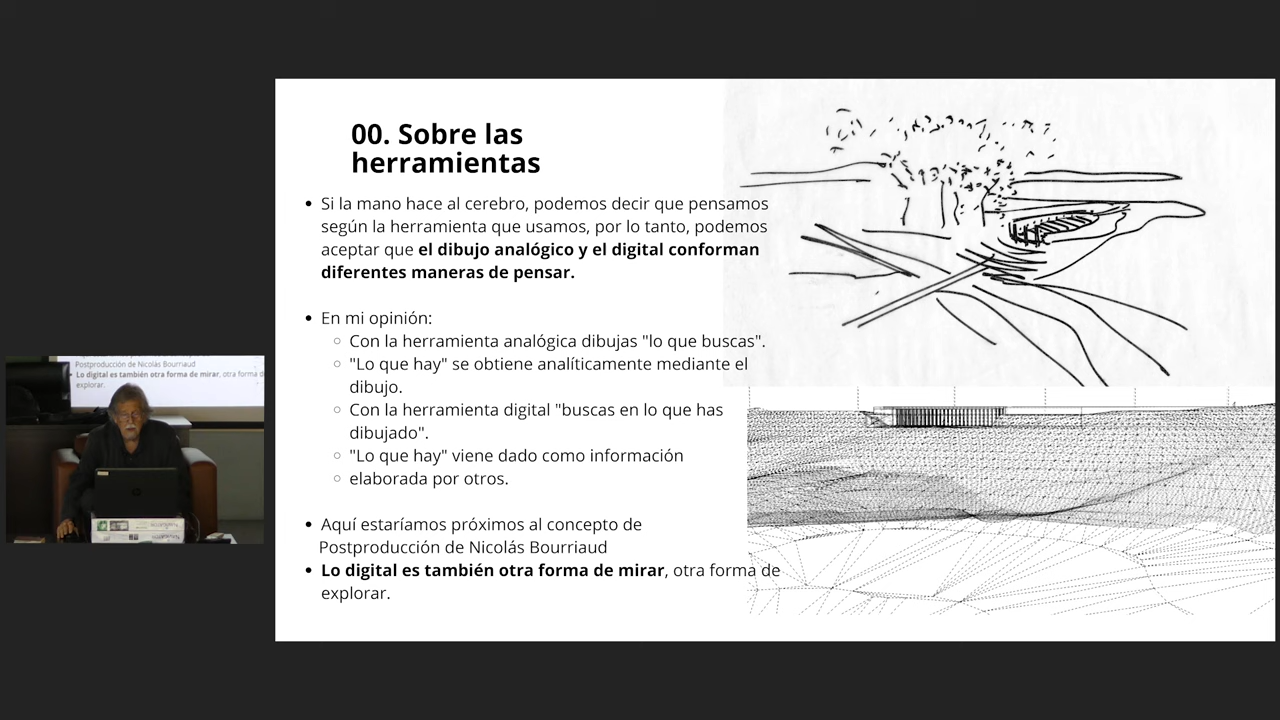 00. Sobre las
herramientas
Si la mano hace al cerebro, podemos decir que pensamos
según la herramienta que usamos, por lo tanto, podemos
aceptar que el dibujo analógico y el digital conforman
diferentes maneras de pensar.
En mi opinión:
Con la herramienta analógica dibujas "lo que buscas".
"Lo que hay" se obtiene analíticamente mediante el
dibujo.
Con la herramienta digital "buscas en lo que has
dibujado".
"Lo que hay" viene dado como información
elaborada por otros.
Aquí estaríamos próximos al concepto de
Postproducción de Nicolás Bourriaud
Lo digital es también otra forma de mirar, otra forma de
explorar.
Postproducción de Nicolás Bourriaud
Lo digital es también otra forma de mirar, otra forma d
explorar.